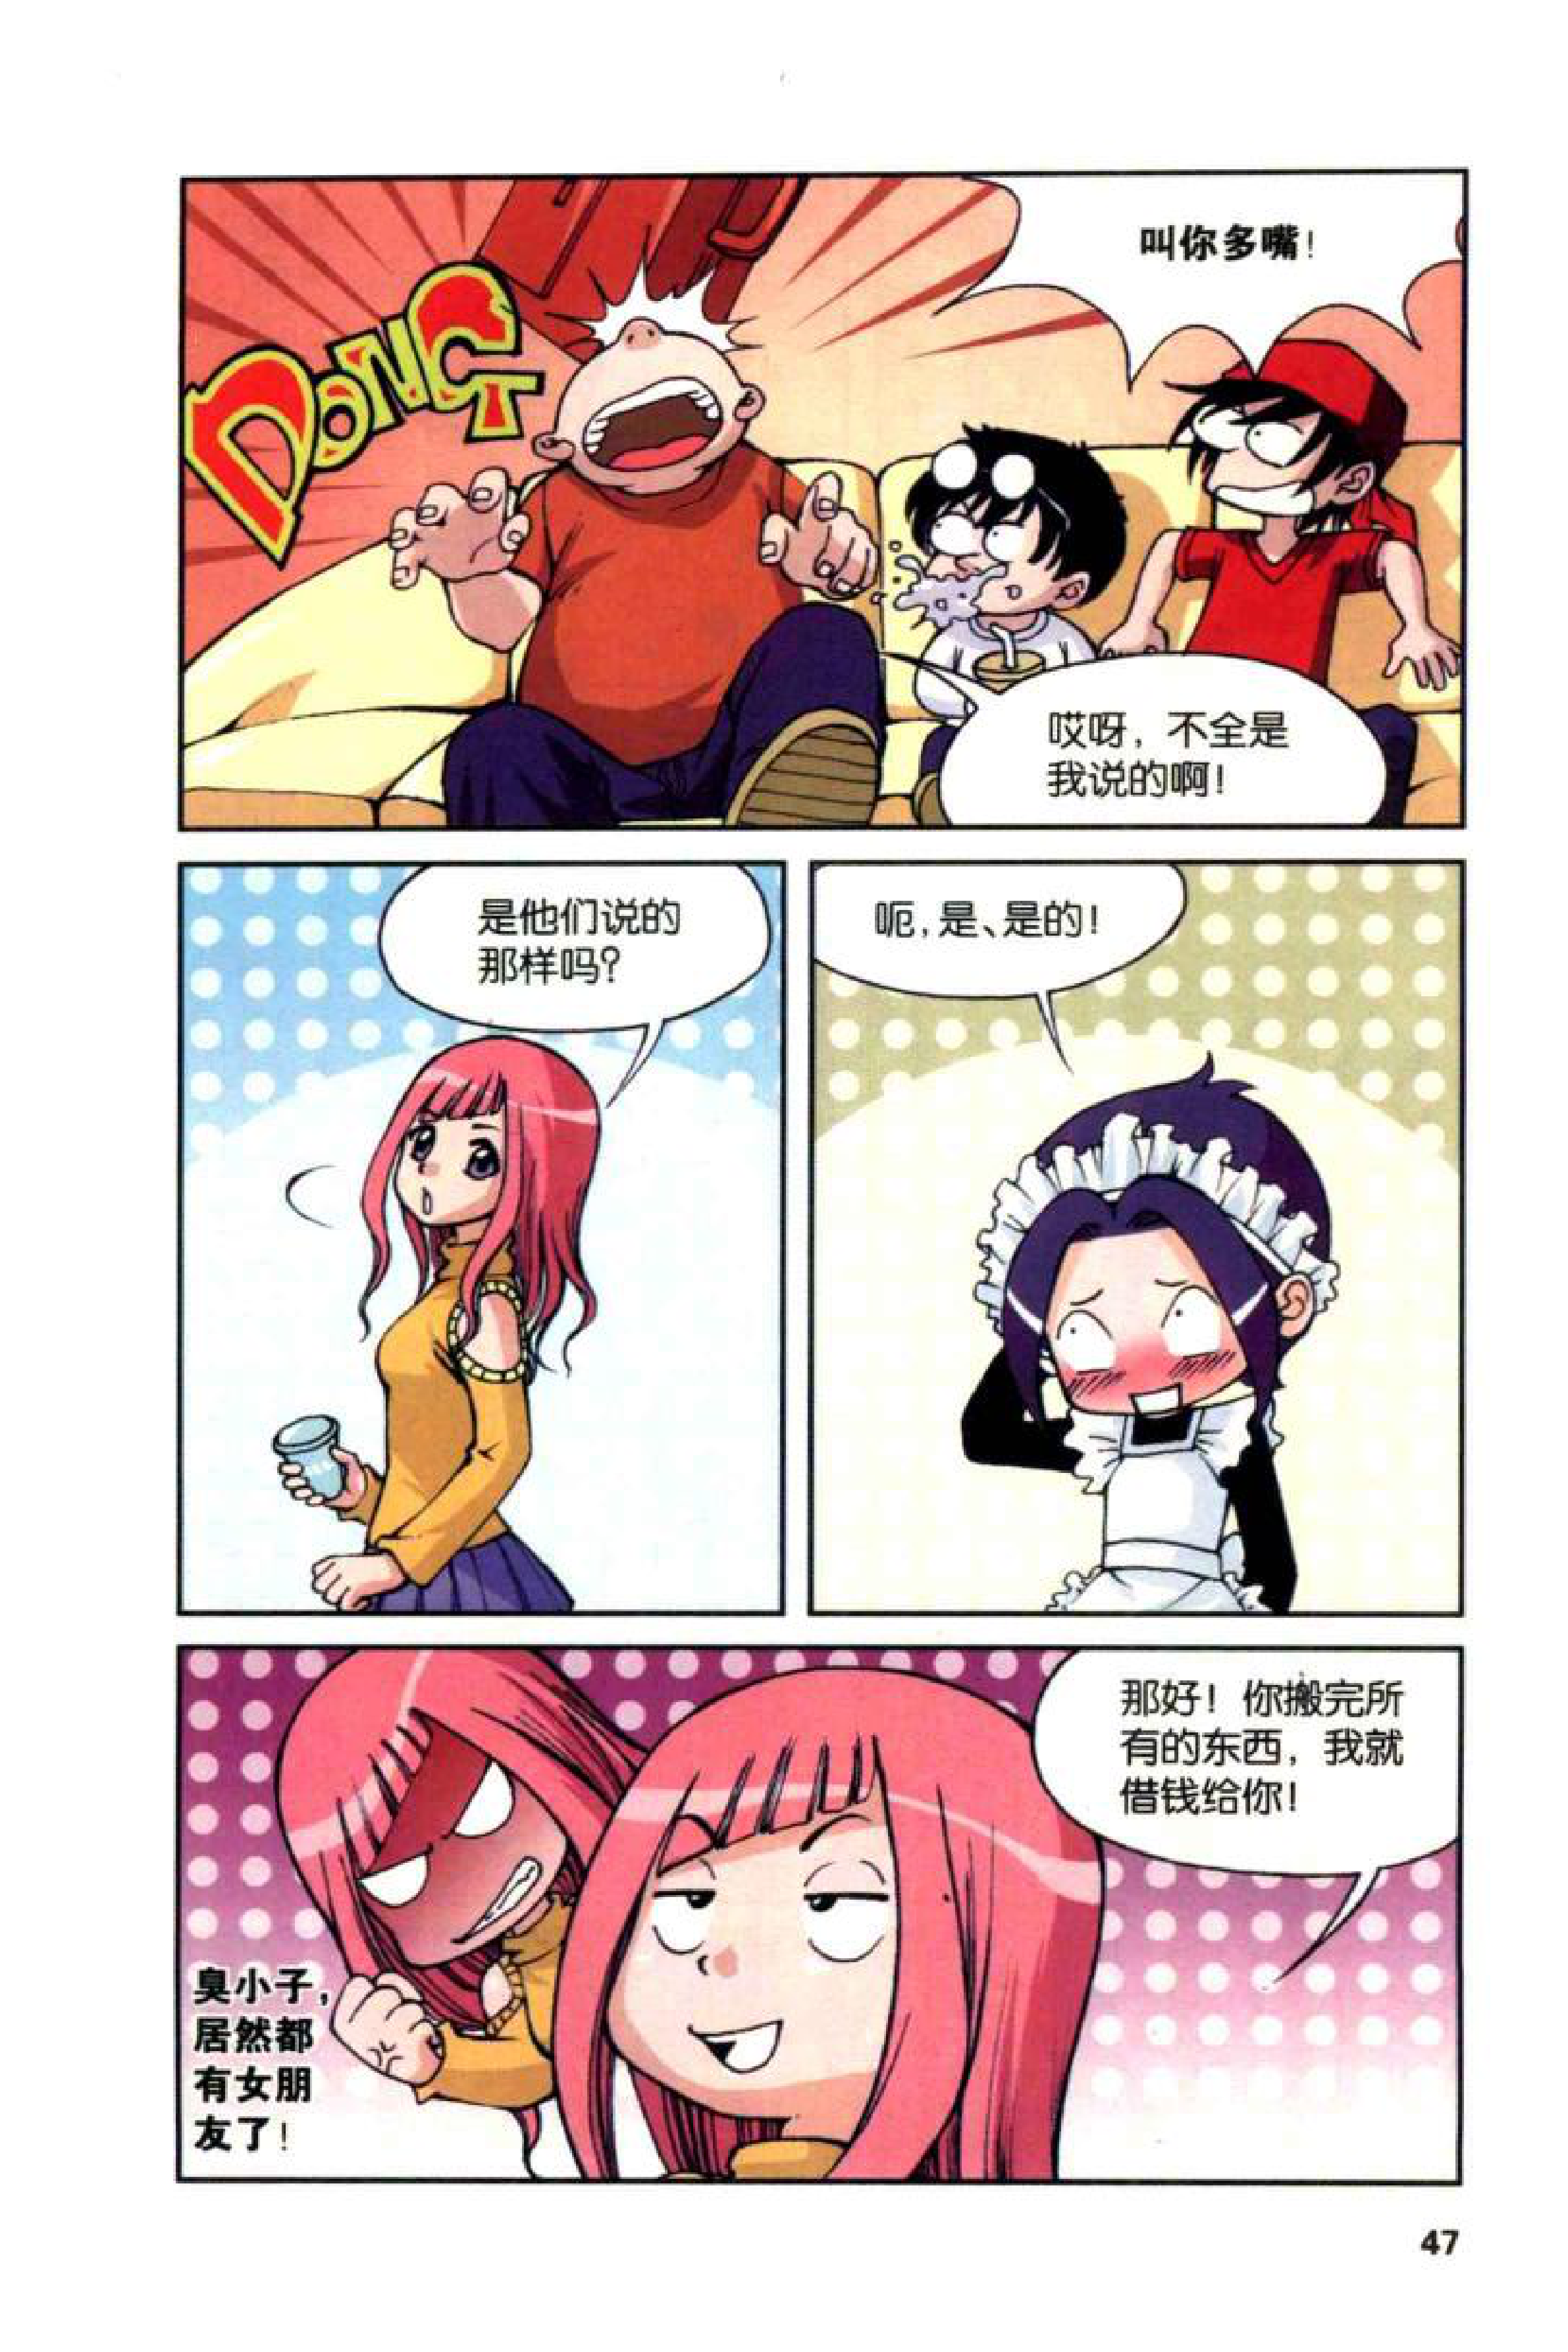 叫你多嘴！
DONG
哎呀，不全是
我说的啊！
是他们说的
那样吗？
呃，是、是的！
那好！你搬完所
有的东西，我就
借钱给你！
臭小子，
居然都
有女朋
友了！
47